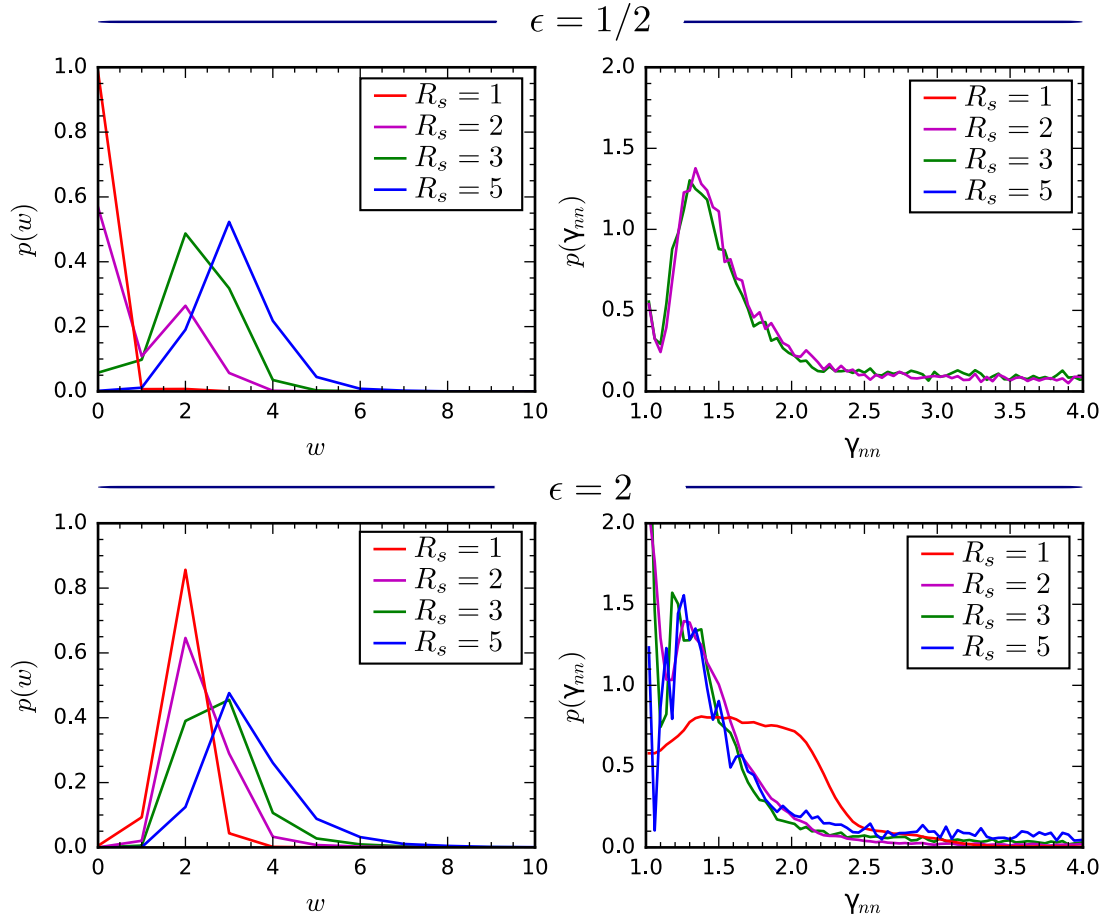 ϵ = 1/2
1.0
0.8
0.6
0.4
0.2
0.0
p(w)
0 2 4 6 8 10
w
R_s = 1
R_s = 2
R_s = 3
R_s = 5
2.0
1.5
1.0
0.5
0.0
p(γ_nn)
1.0 1.5 2.0 2.5 3.0 3.5 4.0
γ_nn
R_s = 1
R_s = 2
R_s = 3
R_s = 5
ϵ = 2
1.0
0.8
0.6
0.4
0.2
0.0
p(w)
0 2 4 6 8 10
w
R_s = 1
R_s = 2
R_s = 3
R_s = 5
2.0
1.5
1.0
0.5
0.0
p(γ_nn)
1.0 1.5 2.0 2.5 3.0 3.5 4.0
γ_nn
R_s = 1
R_s = 2
R_s = 3
R_s = 5